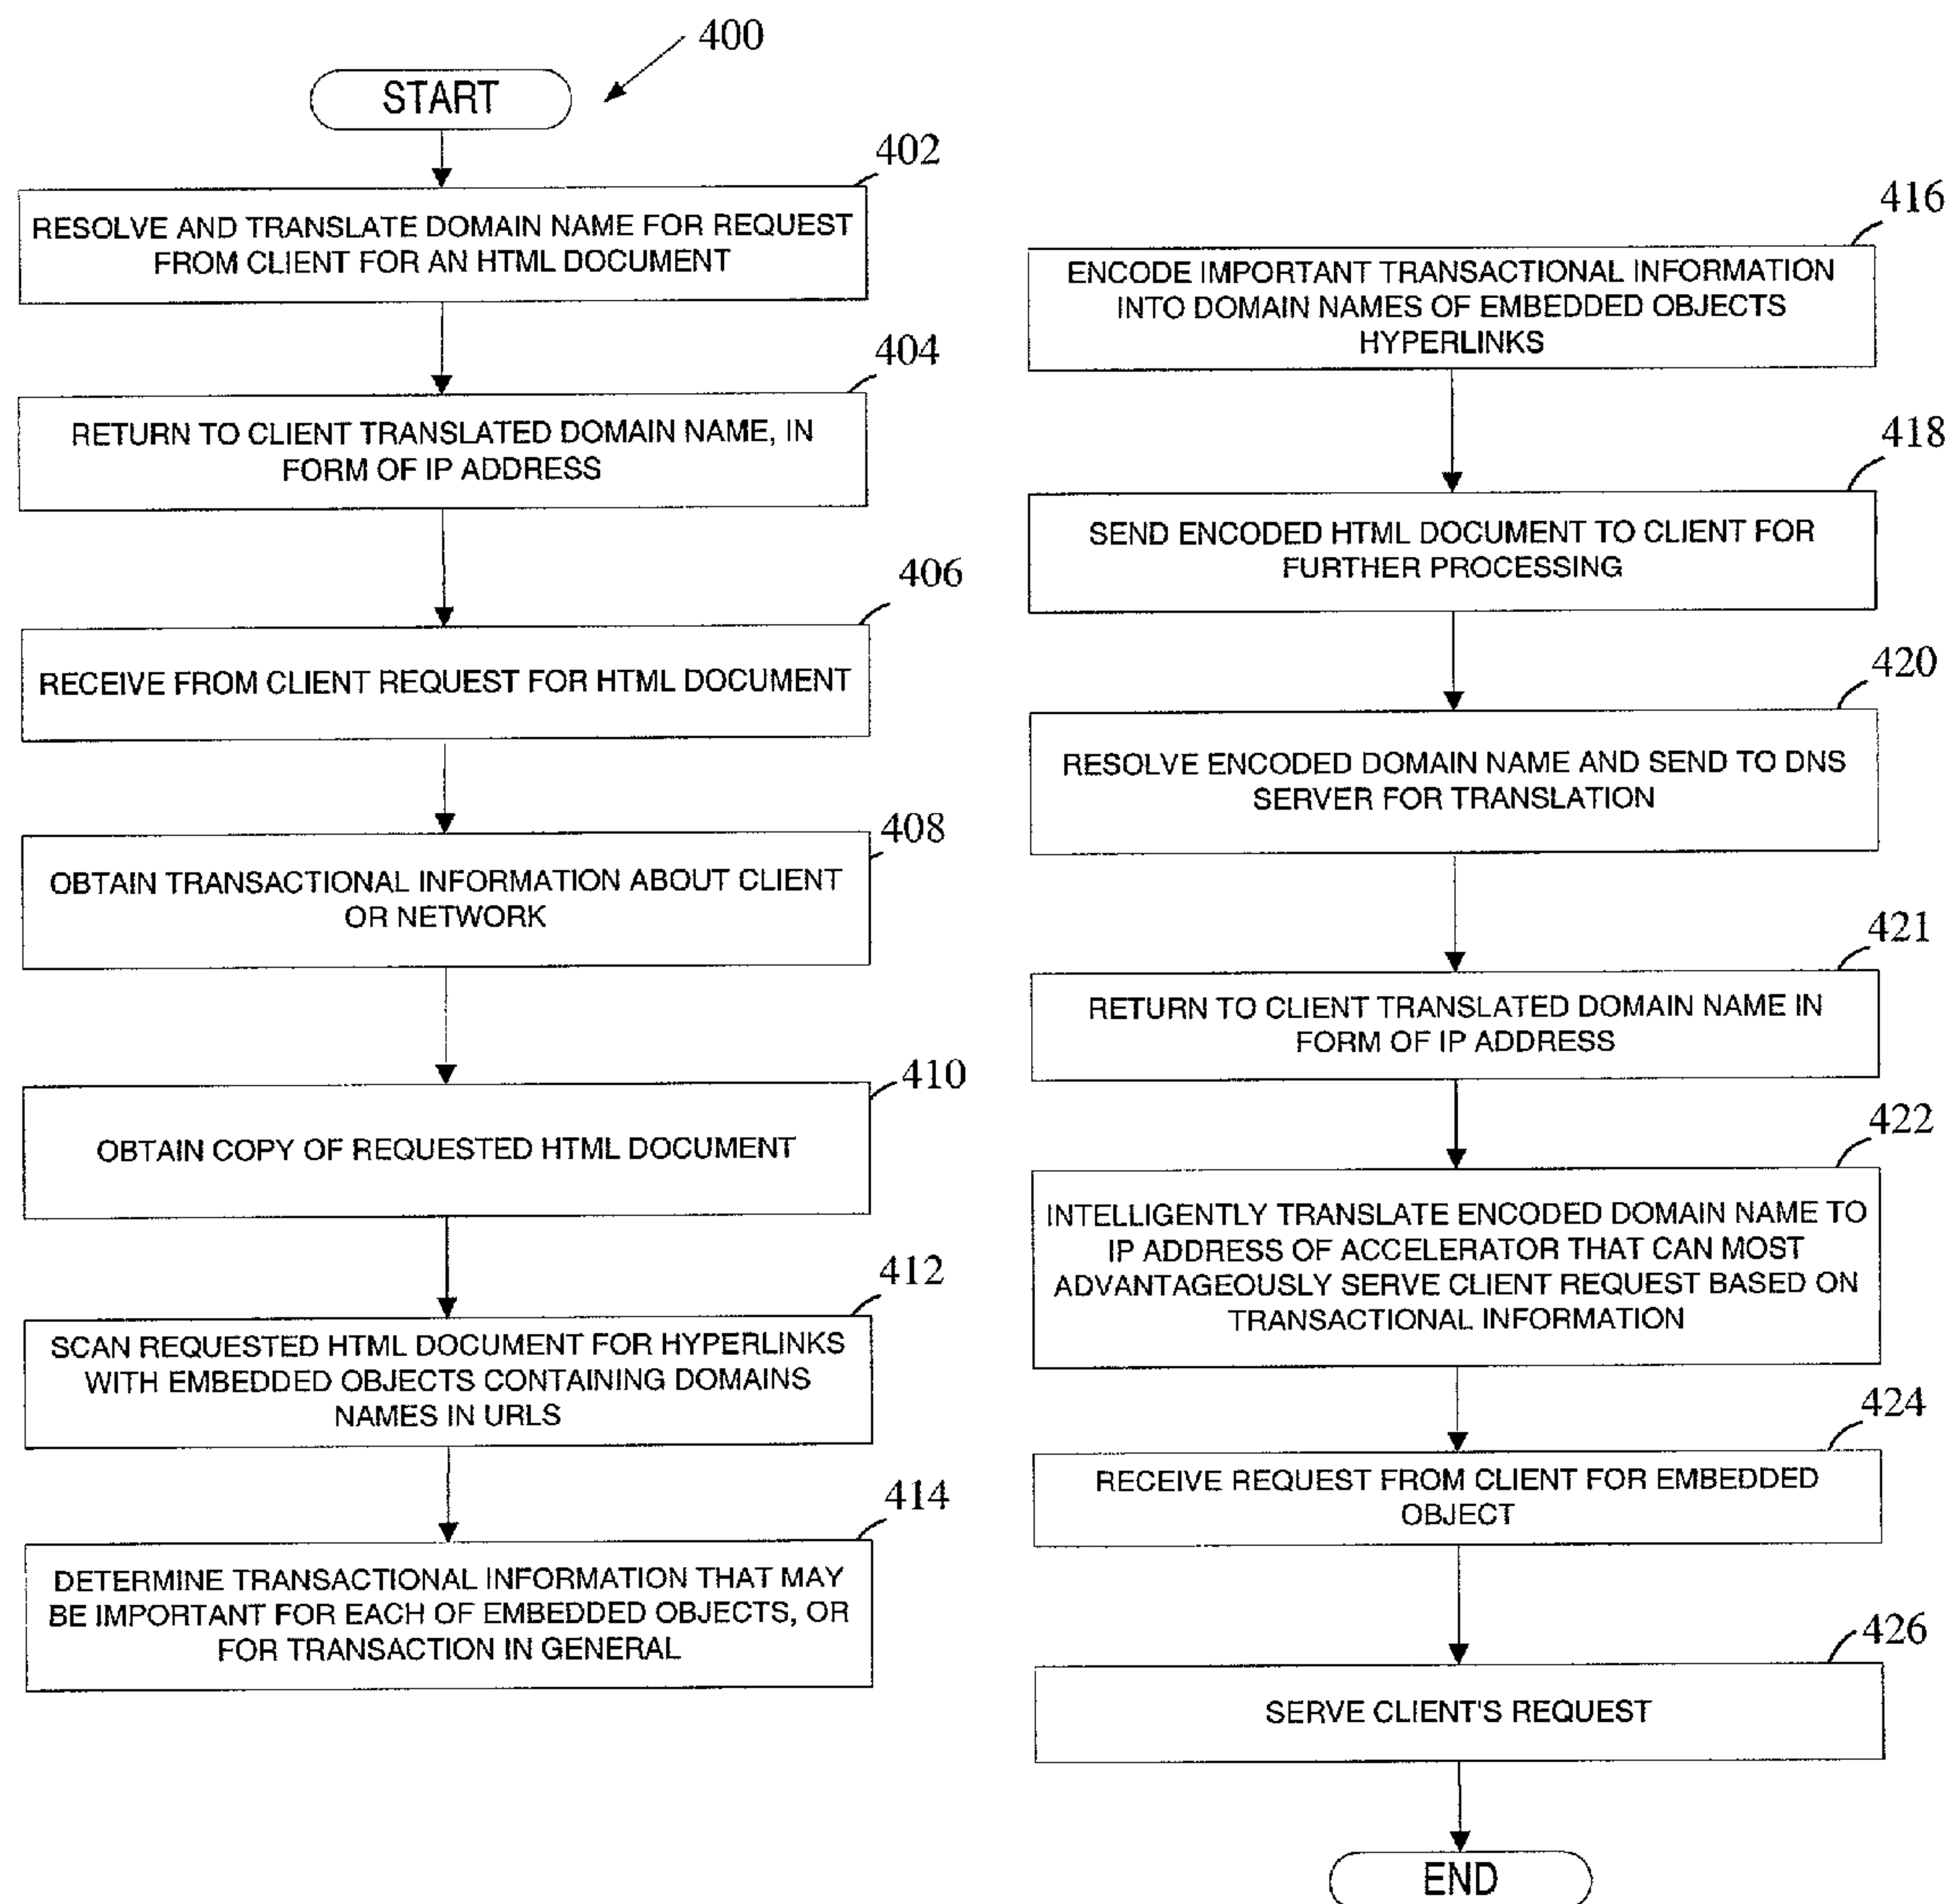 400
START
402
RESOLVE AND TRANSLATE DOMAIN NAME FOR REQUEST
FROM CLIENT FOR AN HTML DOCUMENT
404
RETURN TO CLIENT TRANSLATED DOMAIN NAME, IN
FORM OF IP ADDRESS
406
RECEIVE FROM CLIENT REQUEST FOR HTML DOCUMENT
408
OBTAIN TRANSACTIONAL INFORMATION ABOUT CLIENT
OR NETWORK
410
OBTAIN COPY OF REQUESTED HTML DOCUMENT
412
SCAN REQUESTED HTML DOCUMENT FOR HYPERLINKS
WITH EMBEDDED OBJECTS CONTAINING DOMAINS
NAMES IN URLS
414
DETERMINE TRANSACTIONAL INFORMATION THAT MAY
BE IMPORTANT FOR EACH OF EMBEDDED OBJECTS, OR
FOR TRANSACTION IN GENERAL
416
ENCODE IMPORTANT TRANSACTIONAL INFORMATION
INTO DOMAIN NAMES OF EMBEDDED OBJECTS
HYPERLINKS
418
SEND ENCODED HTML DOCUMENT TO CLIENT FOR
FURTHER PROCESSING
420
RESOLVE ENCODED DOMAIN NAME AND SEND TO DNS
SERVER FOR TRANSLATION
421
RETURN TO CLIENT TRANSLATED DOMAIN NAME IN
FORM OF IP ADDRESS
422
INTELLIGENTLY TRANSLATE ENCODED DOMAIN NAME TO
IP ADDRESS OF ACCELERATOR THAT CAN MOST
ADVANTAGEOUSLY SERVE CLIENT REQUEST BASED ON
TRANSACTIONAL INFORMATION
424
RECEIVE REQUEST FROM CLIENT FOR EMBEDDED
OBJECT
426
SERVE CLIENT'S REQUEST
END